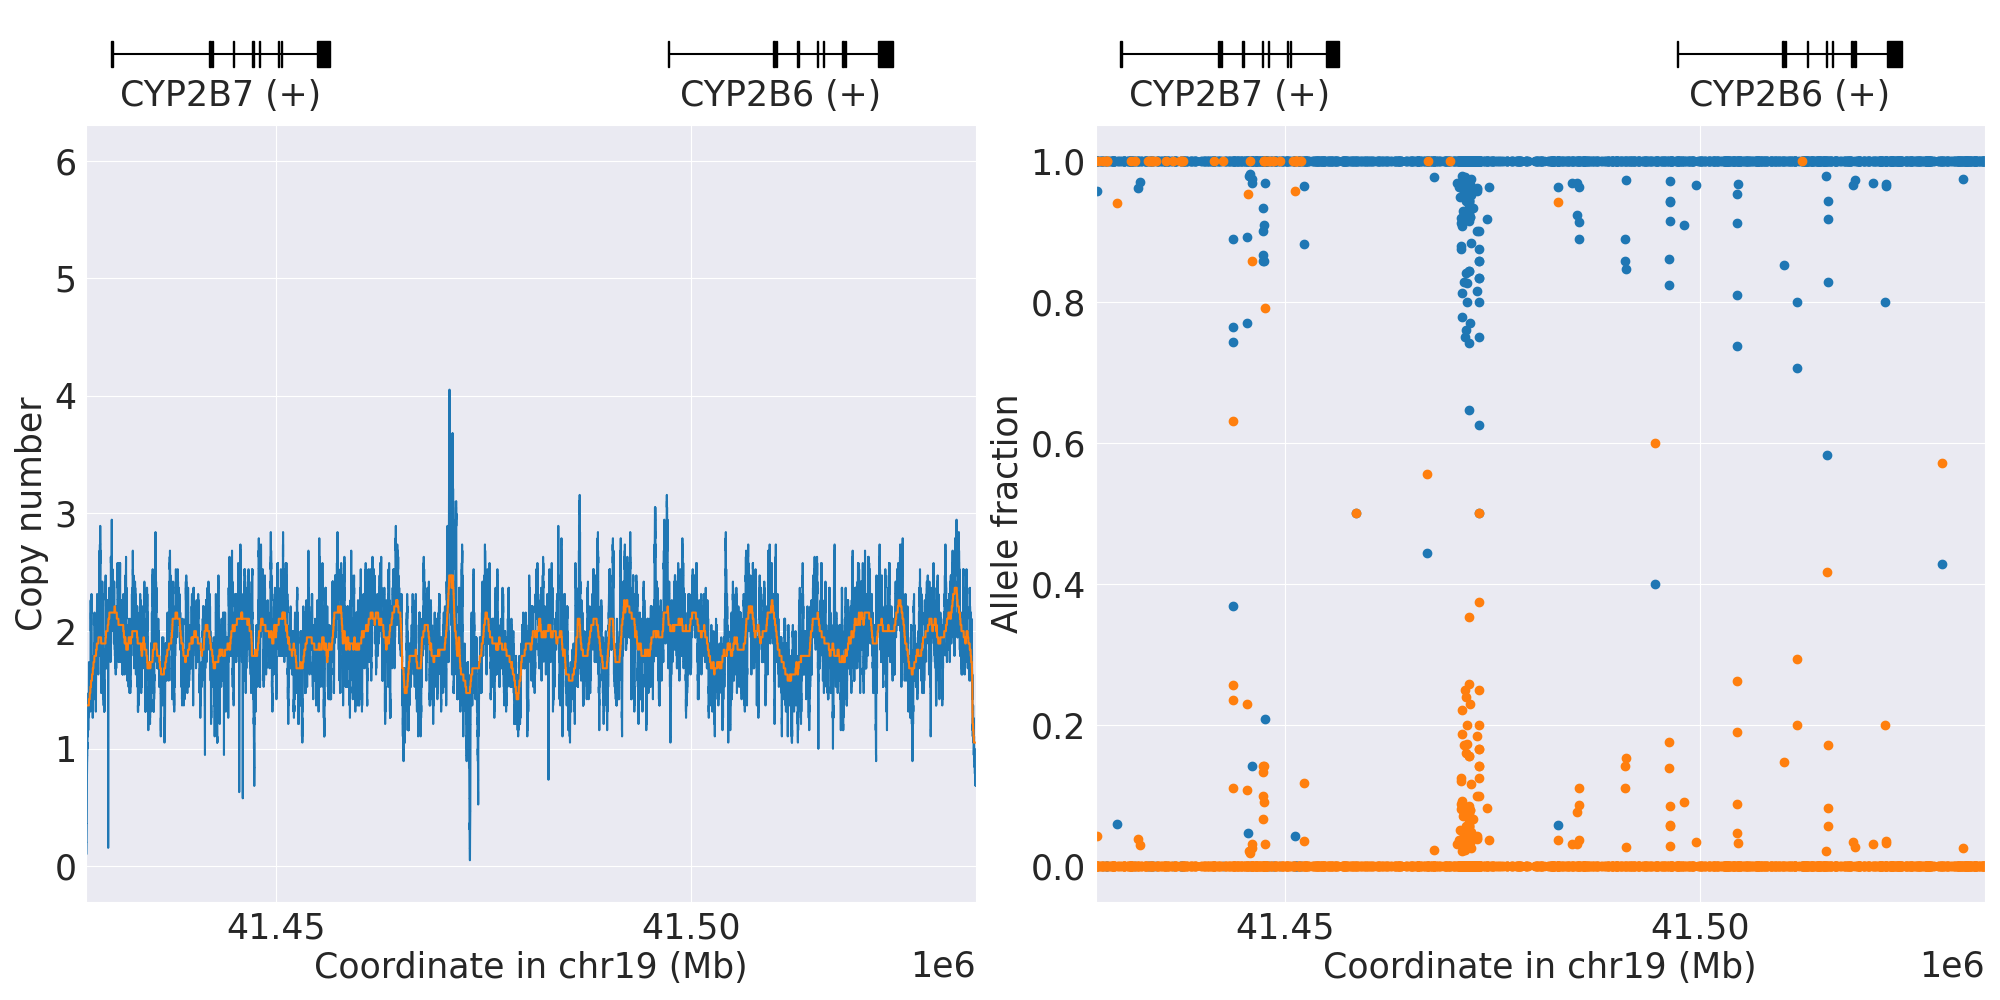 CYP2B7 (+)
CYP2B6 (+)
6
5
4
3
2
1
0
Copy number
41.45
41.50
Coordinate in chr19 (Mb)
1e6
CYP2B7 (+)
CYP2B6 (+)
1.0
0.8
0.6
0.4
0.2
0.0
Allele fraction
41.45
41.50
Coordinate in chr19 (Mb)
1e6